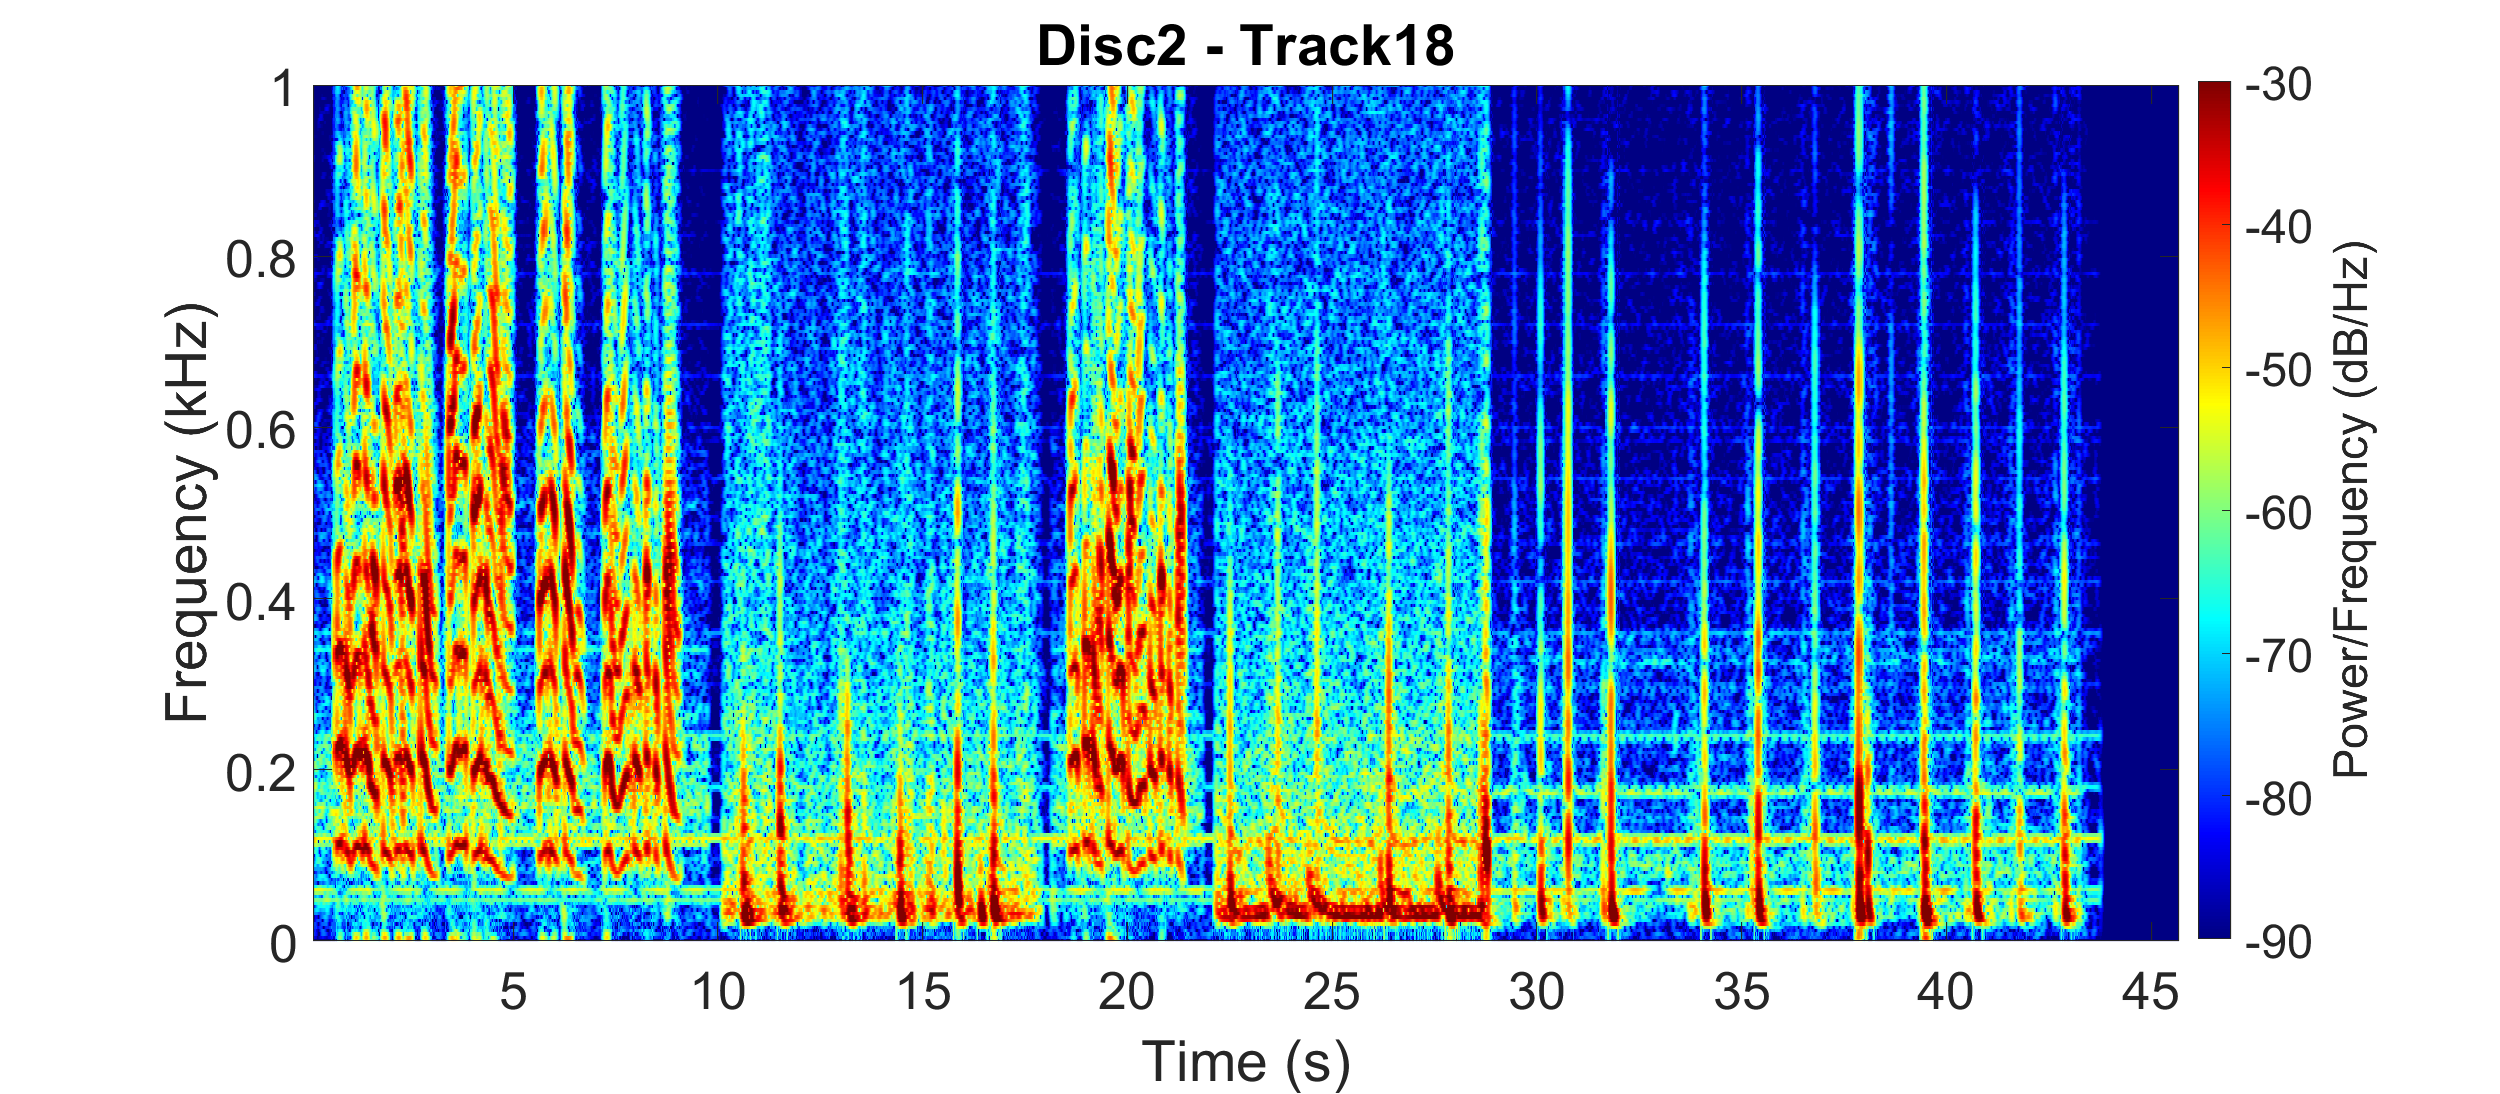 Disc2 - Track18
1
0.8
0.6
0.4
0.2
0
Frequency (kHz)
5 10 15 20 25 30 35 40 45
Time (s)
-30
-40
-50
-60
-70
-80
-90
Power/Frequency (dB/Hz)